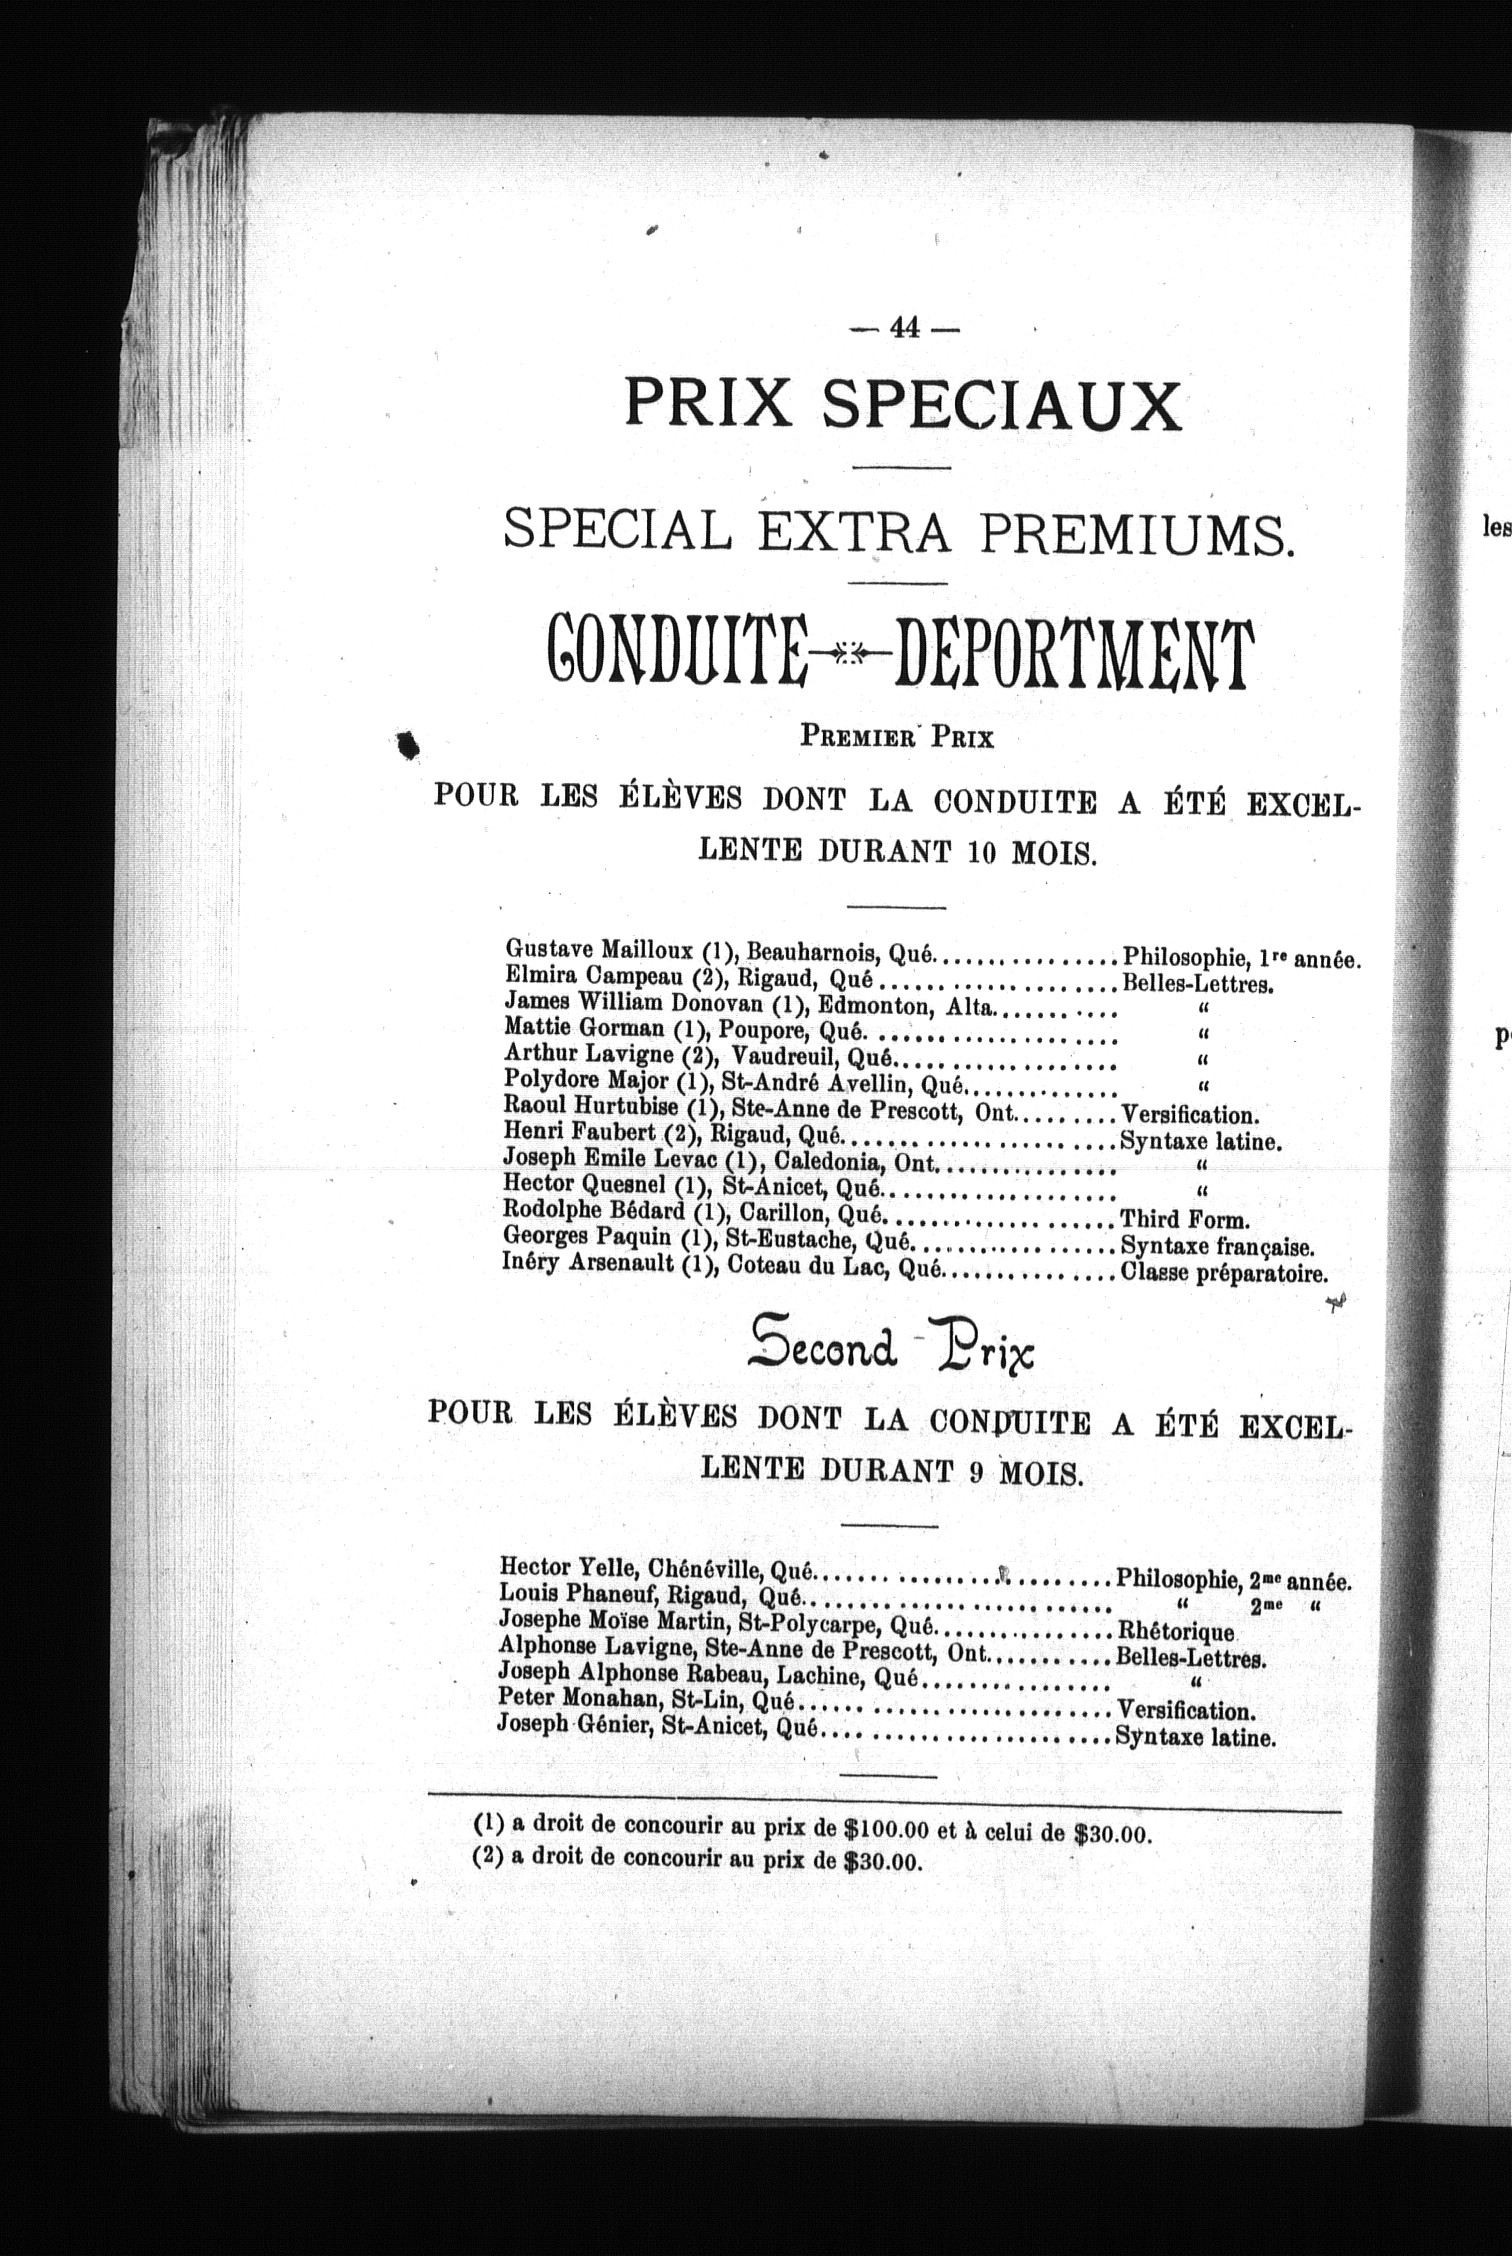 — 44 —
PRIX SPECIAUX
SPECIAL EXTRA PREMIUMS.
CONDUITE DEPORTMENT
PREMIER PRIX
POUR LES ÉLÈVES DONT LA CONDUITE A ÉTÉ EXCEL-
LENTE DURANT 10 MOIS.
Gustave Mailloux (1), Beauharnois, Qué................ Philosophie, 1re année.
Elmira Campeau (2), Rigaud, Qué .................... Belles-Lettres.
James William Donovan (1), Edmonton, Alta........... “
Mattie Gorman (1), Poupore, Qué. .................... “
Arthur Lavigne (2), Vaudreuil, Qué................... “
Polydore Major (1), St-André Avellin, Qué............. “
Raoul Hurtubise (1), Ste-Anne de Prescott, Ont......... Versification.
Henri Faubert (2), Rigaud, Qué....................... Syntaxe latine.
Joseph Emile Levac (1), Caledonia, Ont................ “
Hector Quesnel (1), St-Anicet, Qué.................... “
Rodolphe Bédard (1), Carillon, Qué.................... Third Form.
Georges Paquin (1), St-Eustache, Qué.................. Syntaxe française.
Inéry Arsenault (1), Coteau du Lac, Qué............... Classe préparatoire.
Second Prix
POUR LES ÉLÈVES DONT LA CONDUITE A ÉTÉ EXCEL-
LENTE DURANT 9 MOIS.
Hector Yelle, Chénéville, Qué......................... Philosophie, 2me année.
Louis Phaneuf, Rigaud, Qué.......................... “ 2me “
Josephe Moïse Martin, St-Polycarpe, Qué............... Rhétorique
Alphonse Lavigne, Ste-Anne de Prescott, Ont........... Belles-Lettres.
Joseph Alphonse Rabeau, Lachine, Qué................ “
Peter Monahan, St-Lin, Qué.......................... Versification.
Joseph Génier, St-Anicet, Qué........................ Syntaxe latine.
(1) a droit de concourir au prix de $100.00 et à celui de $30.00.
(2) a droit de concourir au prix de $30.00.
les